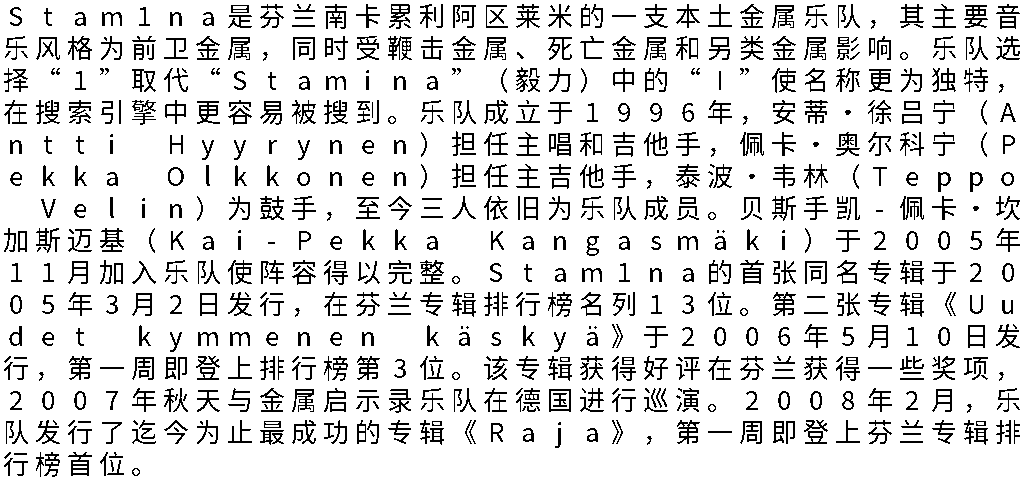 Stam1na是芬兰南卡累利阿区莱米的一支本土金属乐队，其主要音
乐风格为前卫金属，同时受鞭击金属、死亡金属和另类金属影响。乐队选
择“1”取代“Stamina”（毅力）中的“I”使名称更为独特，
在搜索引擎中更容易被搜到。乐队成立于1996年，安蒂·徐吕宁（A
ntti Hyyrynen）担任主唱和吉他手，佩卡·奥尔科宁（P
ekka Olkkonen）担任主吉他手，泰波·韦林（Teppo
Velin）为鼓手，至今三人依旧为乐队成员。贝斯手凯-佩卡·坎
加斯迈基（Kai-Pekka Kangasmäki）于2005年
11月加入乐队使阵容得以完整。Stam1na的首张同名专辑于20
05年3月2日发行，在芬兰专辑排行榜名列13位。第二张专辑《Uu
det kymmenen käskyä》于2006年5月10日发
行，第一周即登上排行榜第3位。该专辑获得好评在芬兰获得一些奖项，
2007年秋天与金属启示录乐队在德国进行巡演。2008年2月，乐
队发行了迄今为止最成功的专辑《Raja》，第一周即登上芬兰专辑排
行榜首位。